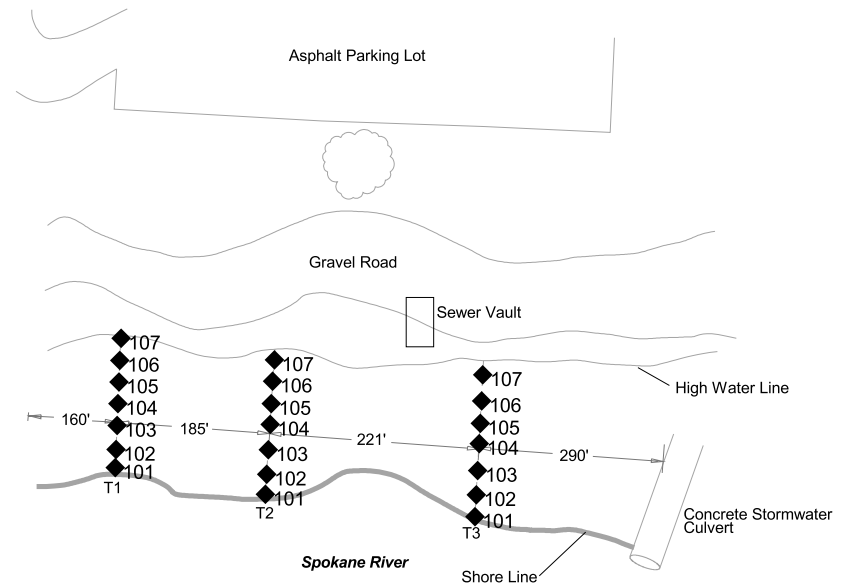 Asphalt Parking Lot
Gravel Road
Sewer Vault
High Water Line
107
106
105
104
103
102
101
T1
107
106
105
104
103
102
101
T2
107
106
105
104
103
102
101
T3
160'
185'
221'
290'
Concrete Stormwater
Culvert
Spokane River
Shore Line